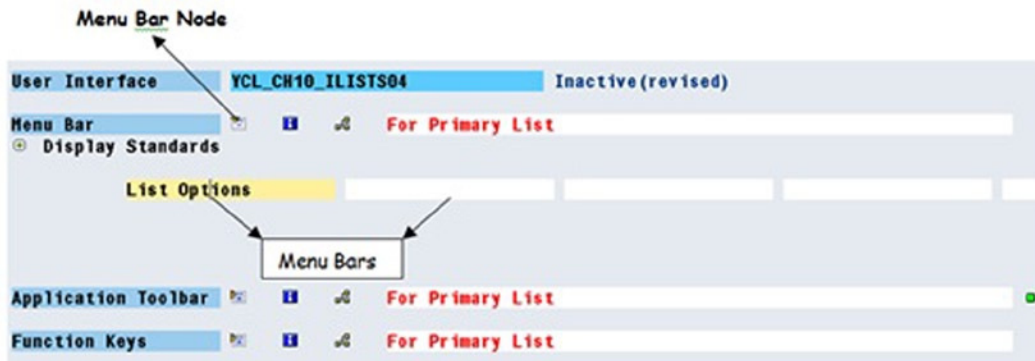 Menu Bar Node
User Interface YCL_CH10_ILISTS04 Inactive(revised)
Menu Bar For Primary List
Display Standards
List Options
Menu Bars
Application Toolbar For Primary List
Function Keys For Primary List